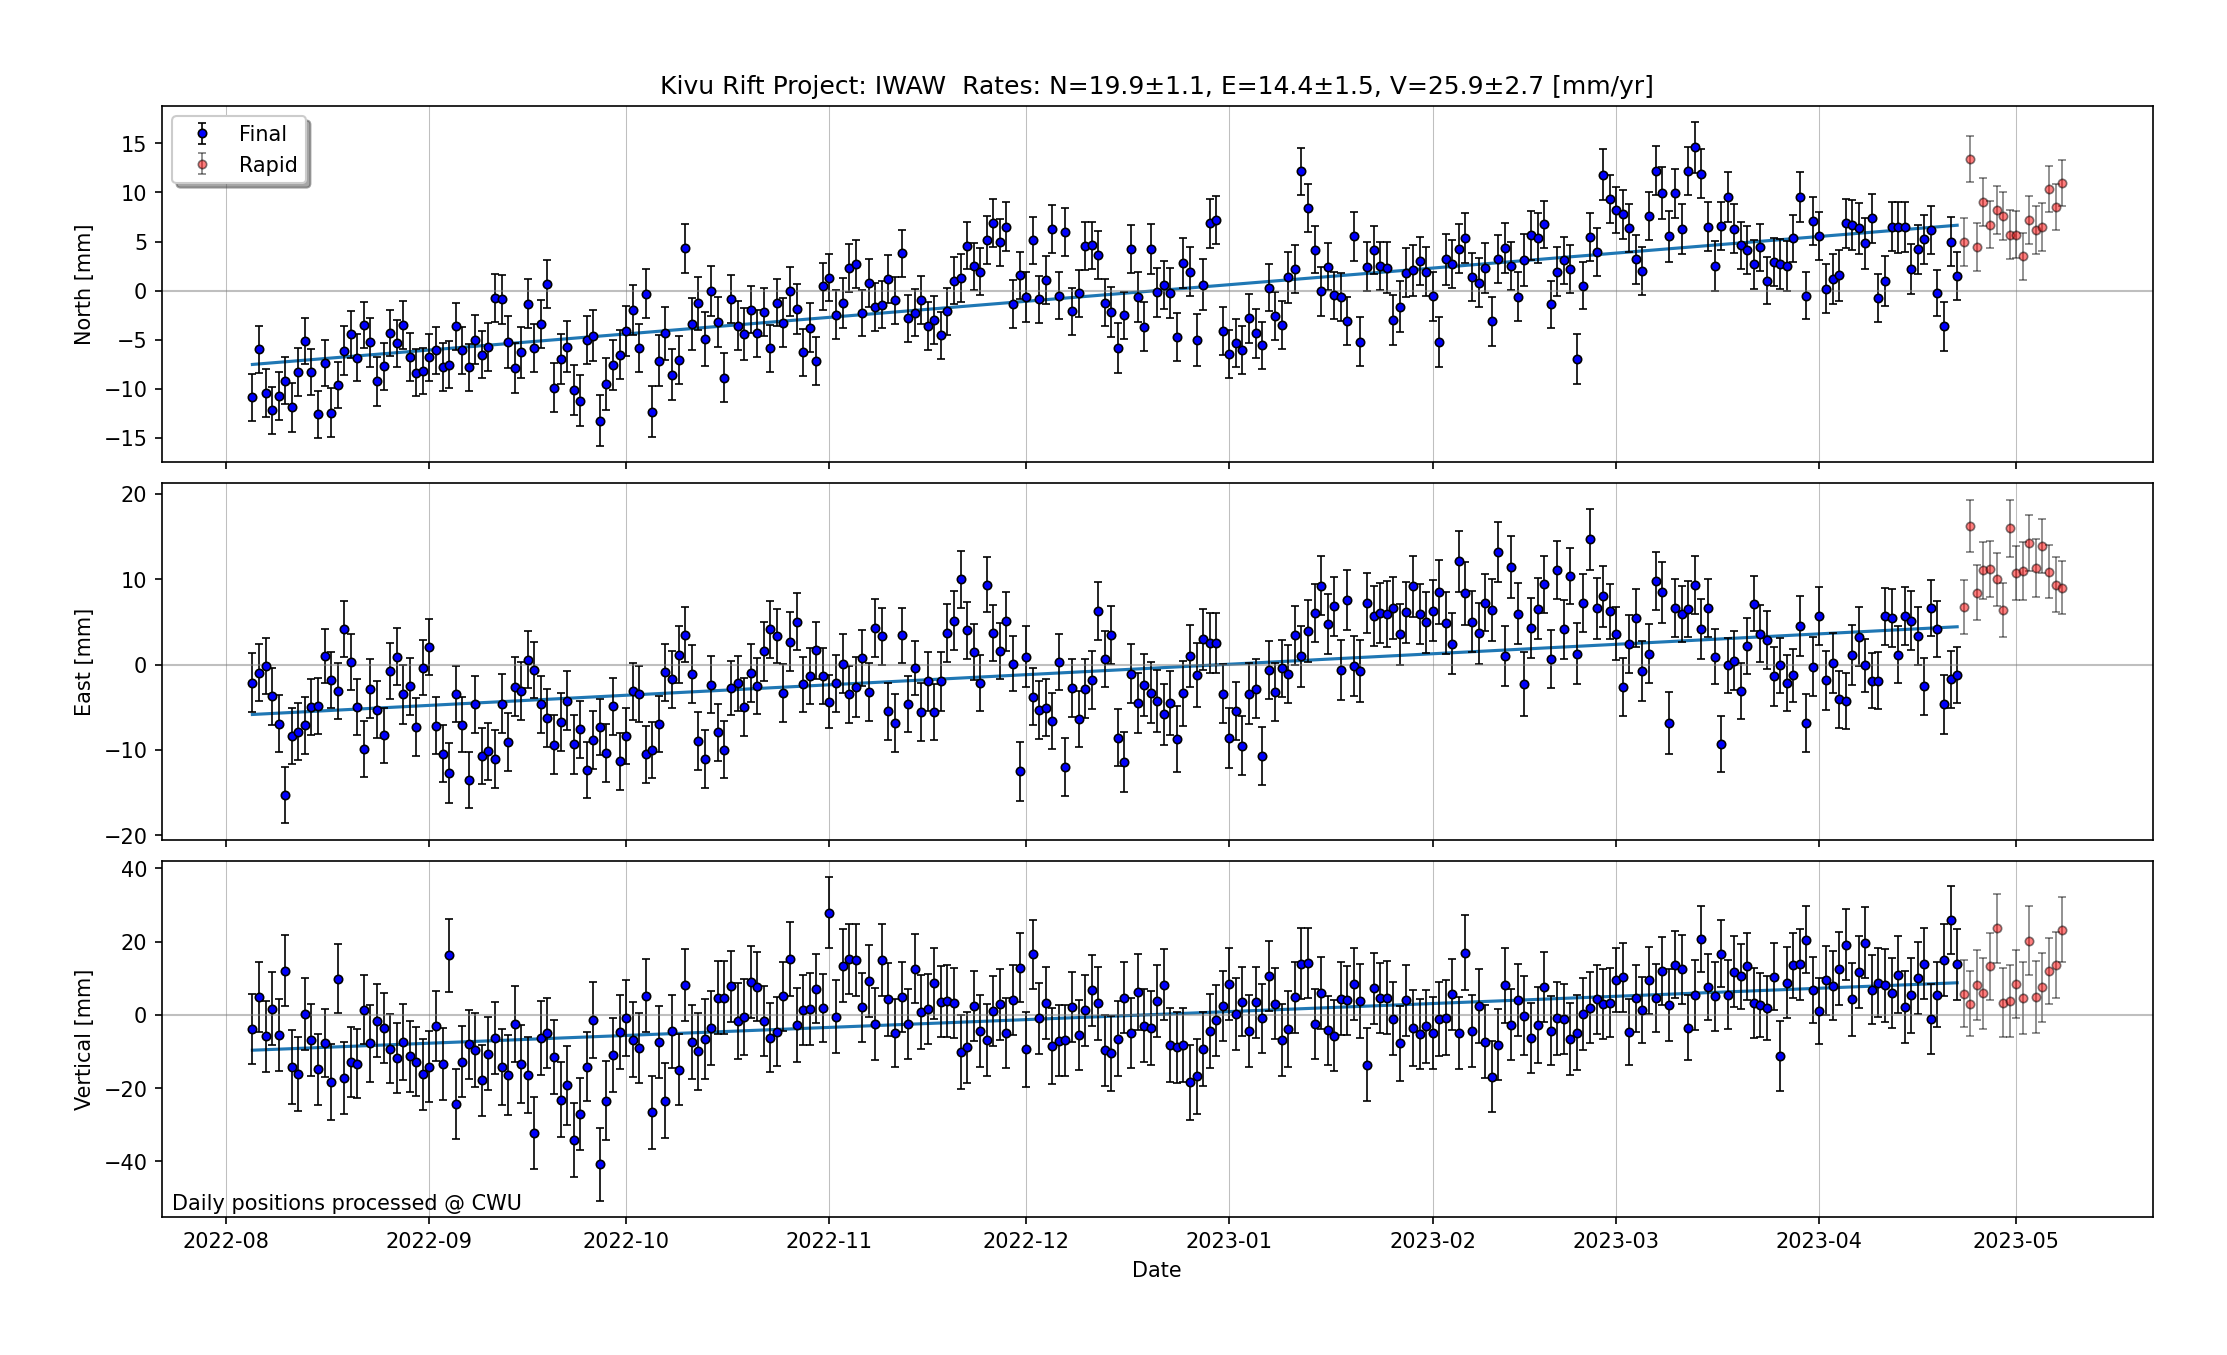 Kivu Rift Project: IWAW  Rates: N=19.9±1.1, E=14.4±1.5, V=25.9±2.7 [mm/yr]
Final
Rapid
North [mm]
15
10
5
0
−5
−10
−15
East [mm]
20
10
0
−10
−20
Vertical [mm]
40
20
0
−20
−40
Daily positions processed @ CWU
2022-08 2022-09 2022-10 2022-11 2022-12 2023-01 2023-02 2023-03 2023-04 2023-05
Date